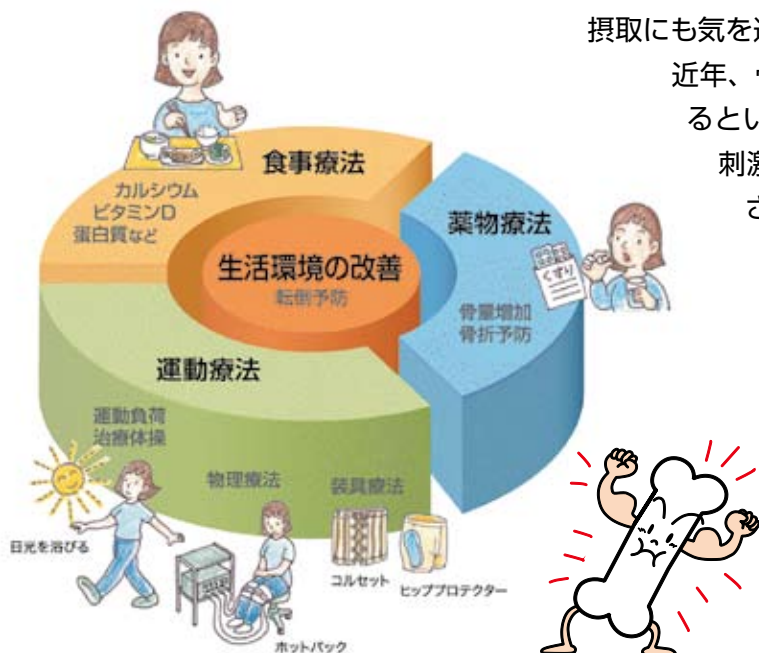 摂取にも気を
近年、
るとい
刺激
食事療法
カルシウム
ビタミンD
蛋白質など
薬物療法
くすり
骨量増加
骨折予防
生活環境の改善
転倒予防
運動療法
運動負荷
治療体操
物理療法
装具療法
日光を浴びる
コルセット
ヒッププロテクター
ホットパック